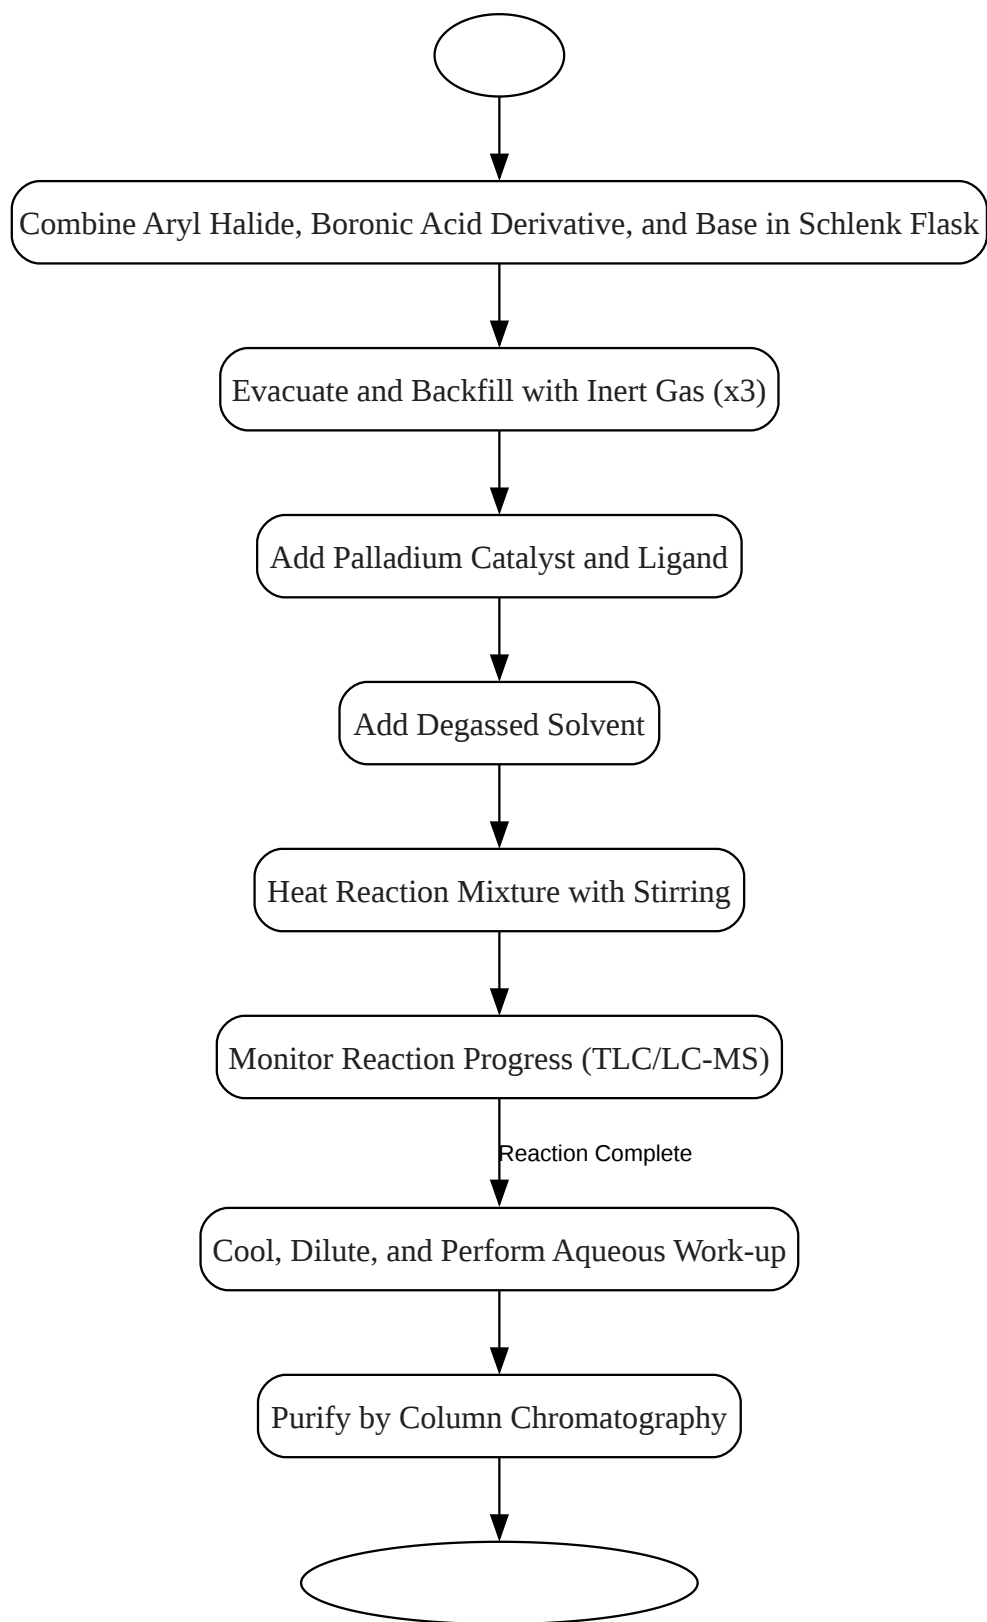 Combine Aryl Halide, Boronic Acid Derivative, and Base in Schlenk Flask
Evacuate and Backfill with Inert Gas (x3)
Add Palladium Catalyst and Ligand
Add Degassed Solvent
Heat Reaction Mixture with Stirring
Monitor Reaction Progress (TLC/LC-MS)
Reaction Complete
Cool, Dilute, and Perform Aqueous Work-up
Purify by Column Chromatography